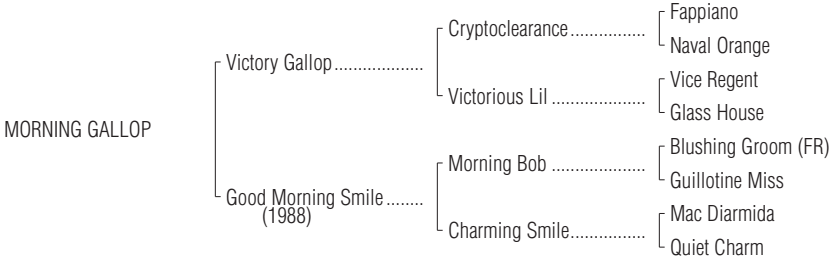 Fappiano
Cryptoclearance................
Naval Orange
Victory Gallop...................
Vice Regent
Victorious Lil ....................
Glass House
MORNING GALLOP
Blushing Groom (FR)
Morning Bob ....................
Guillotine Miss
Good Morning Smile ........
(1988)
Mac Diarmida
Charming Smile................
Quiet Charm